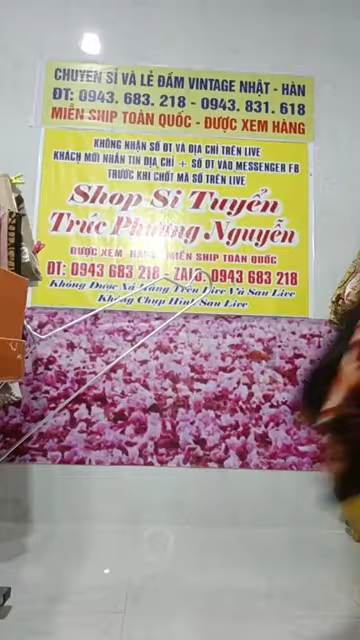 CHUYÊN SỈ VÀ LẺ ĐẦM VINTAGE NHẬT - HÀN
ĐT: 0943. 683. 218 - 0943. 831. 618
MIỄN SHIP TOÀN QUỐC - ĐƯỢC XEM HÀNG
KHÔNG NHẬN SỐ ĐT VÀ ĐỊA CHỈ TRÊN LIVE
KHÁCH MỚI NHẮN TIN ĐỊA CHỈ + SỐ ĐT VÀO MESSENGER FB
TRƯỚC KHI CHỐT MÃ SỐ TRÊN LIVE
Shop Sỉ Tuyển
Trúc Phương Nguyễn
ĐƯỢC XEM HÀNG MIỄN SHIP TOÀN QUỐC
ĐT: 0943 683 218 - ZALO: 0943 683 218
Không Được Xả Hàng Trên Live Và Sau Live
Không Chụp Hình Sau Live